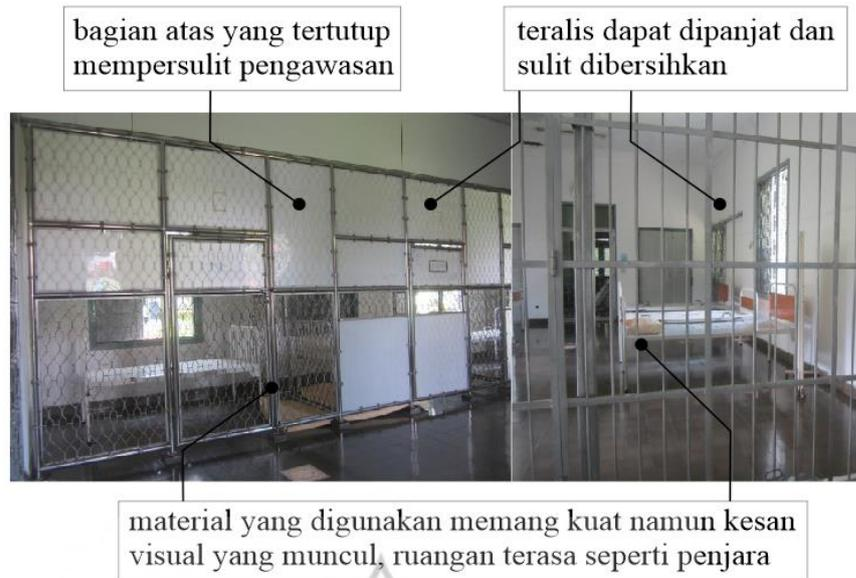 bagian atas yang tertutup
mempersulit pengawasan
teralis dapat dipanjat dan
sulit dibersihkan
material yang digunakan memang kuat namun kesan
visual yang muncul, ruangan terasa seperti penjara